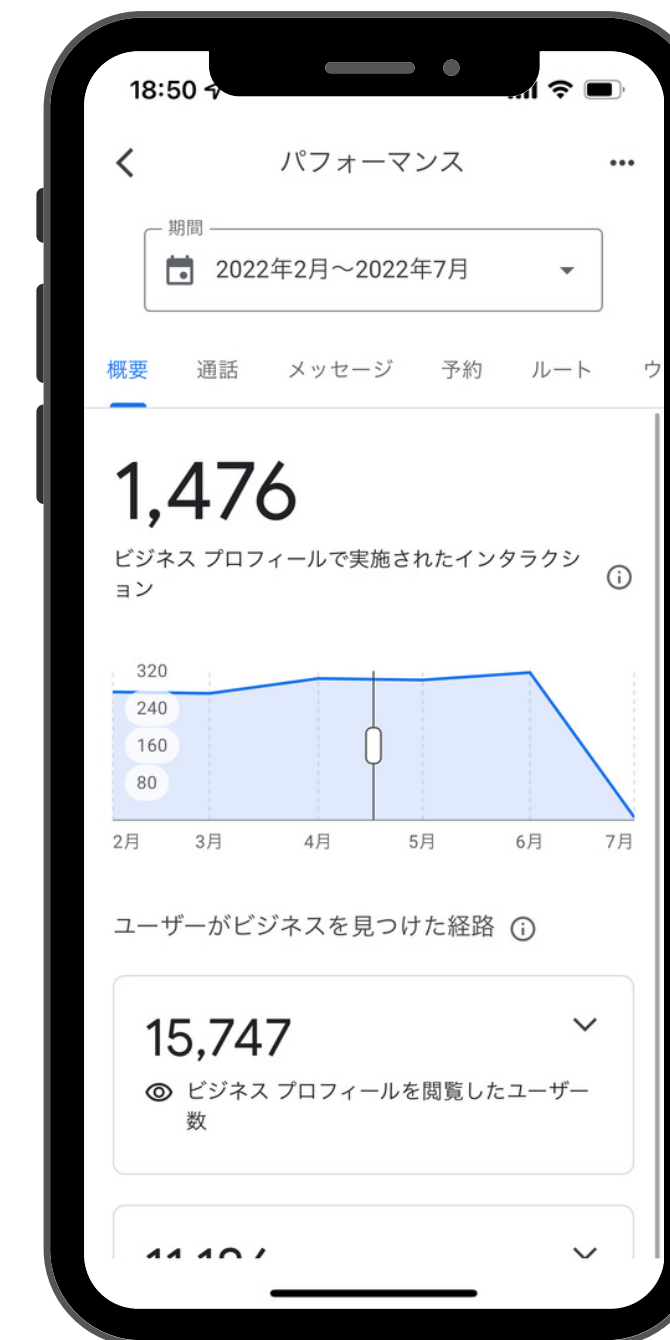 18:50
パフォーマンス
期間
2022年2月～2022年7月
概要 通話 メッセージ 予約 ルート ウ
1,476
ビジネス プロフィールで実施されたインタラクシ
ョン
320
240
160
80
2月 3月 4月 5月 6月 7月
ユーザーがビジネスを見つけた経路
15,747
ビジネス プロフィールを閲覧したユーザー
数